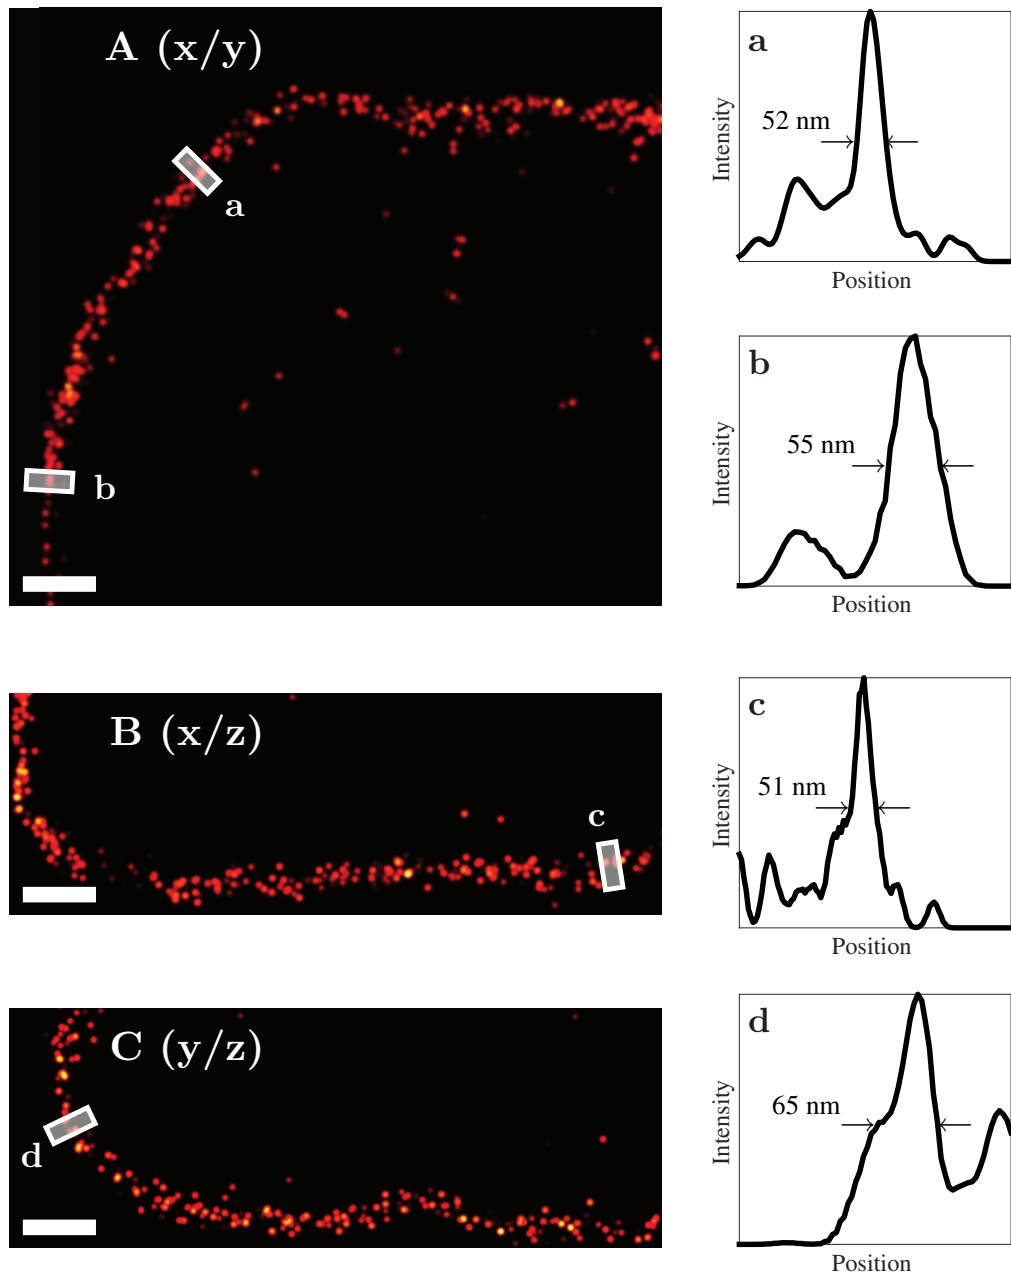 A (x/y)
a
b
a
52 nm
Intensity
Position
b
55 nm
Intensity
Position
B (x/z)
c
c
51 nm
Intensity
Position
C (y/z)
d
d
65 nm
Intensity
Position